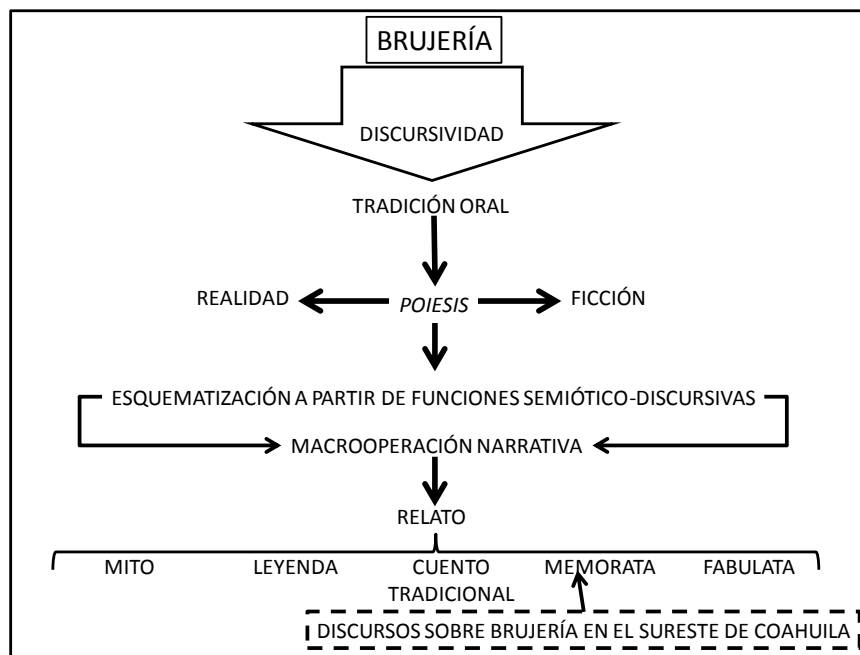 BRUJERÍA
DISCURSIVIDAD
TRADICIÓN ORAL
REALIDAD POIESIS FICCIÓN
ESQUEMATIZACIÓN A PARTIR DE FUNCIONES SEMIÓTICO-DISCURSIVAS
MACROOPERACIÓN NARRATIVA
RELATO
MITO LEYENDA CUENTO MEMORATA FABULATA
TRADICIONAL
DISCURSOS SOBRE BRUJERÍA EN EL SURESTE DE COAHUILA